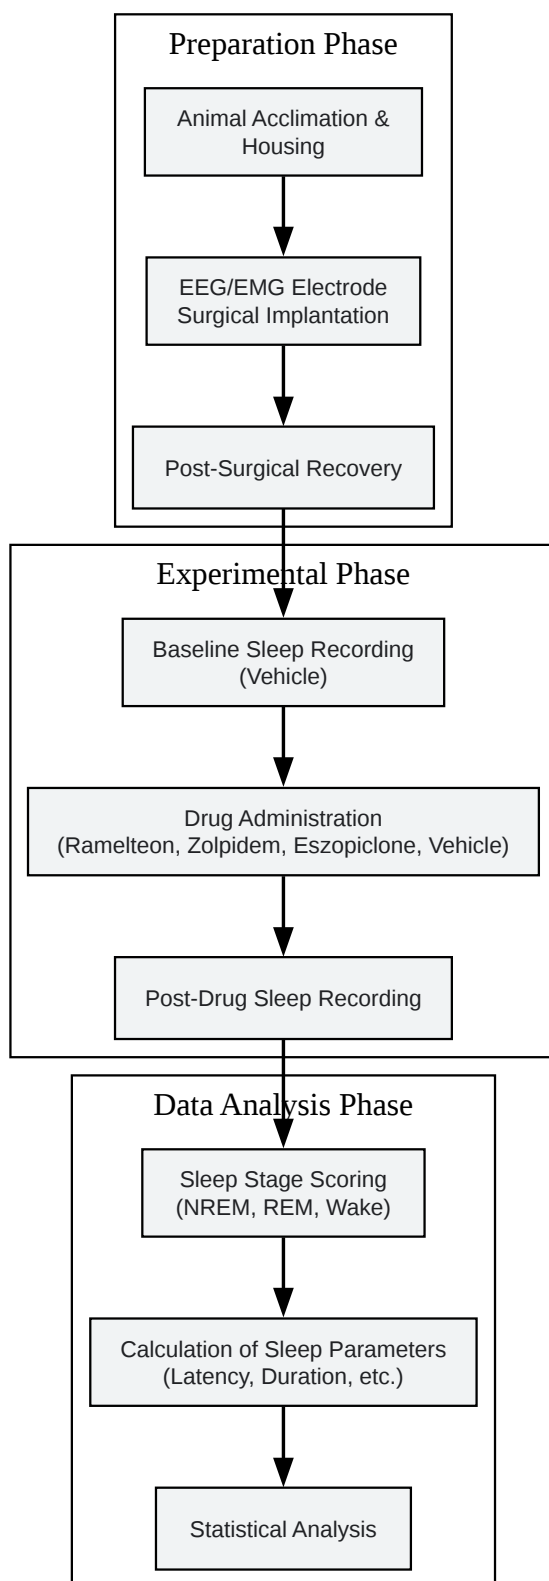 Preparation Phase
Animal Acclimation &
Housing
EEG/EMG Electrode
Surgical Implantation
Post-Surgical Recovery
Experimental Phase
Baseline Sleep Recording
(Vehicle)
Drug Administration
(Ramelteon, Zolpidem, Eszopiclone, Vehicle)
Post-Drug Sleep Recording
Data Analysis Phase
Sleep Stage Scoring
(NREM, REM, Wake)
Calculation of Sleep Parameters
(Latency, Duration, etc.)
Statistical Analysis